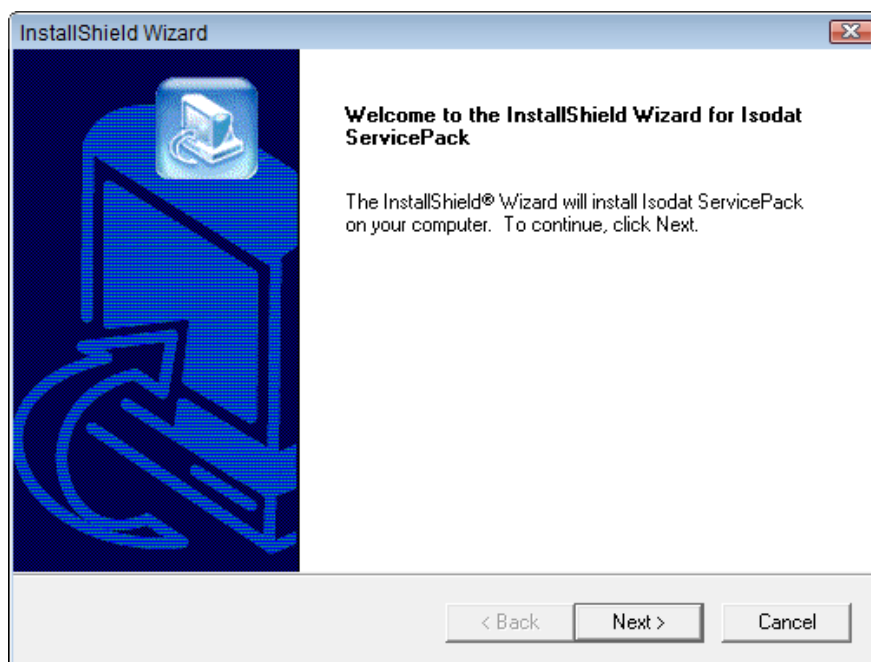 InstallShield Wizard
Welcome to the InstallShield Wizard for Isodat
ServicePack
The InstallShield® Wizard will install Isodat ServicePack
on your computer.  To continue, click Next.
< Back
Next >
Cancel